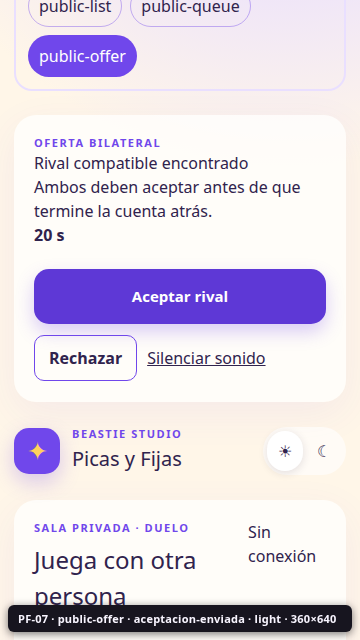 public-list public-queue
public-offer
OFERTA BILATERAL
Rival compatible encontrado
Ambos deben aceptar antes de que
termine la cuenta atrás.
20 s
Aceptar rival
Rechazar Silenciar sonido
BEASTIE STUDIO
Picas y Fijas
SALA PRIVADA · DUELO
Sin
conexión
Juega con otra
persona
PF-07 · public-offer · aceptacion-enviada · light · 360×640